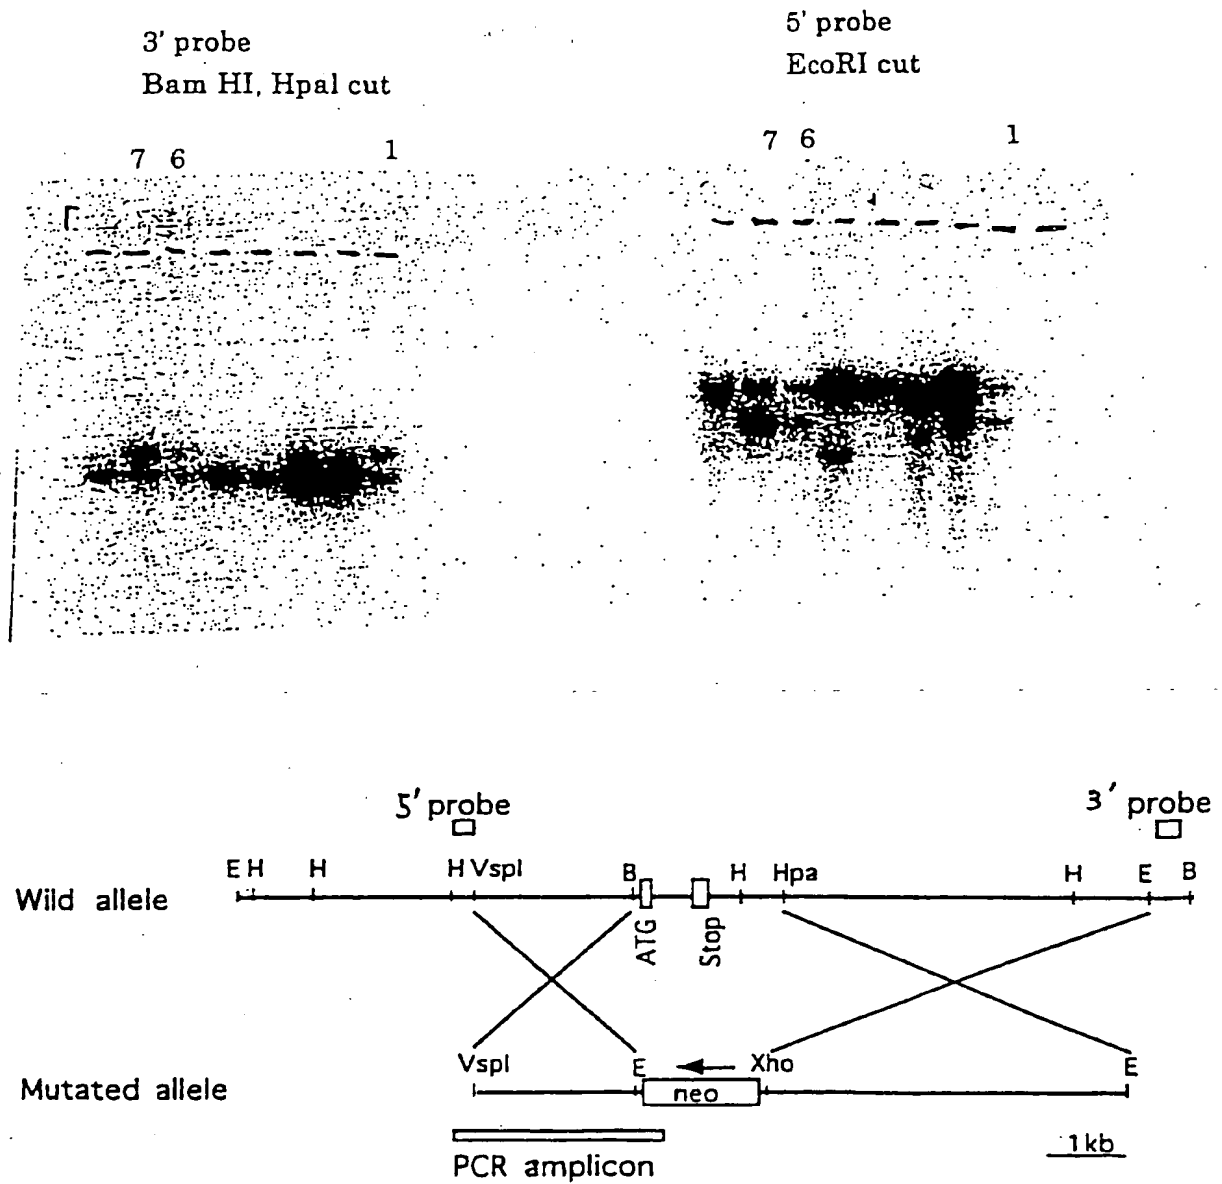 3' probe
Bam HI, HpaI cut
5' probe
EcoRI cut
7 6 1
7 6 1
5' probe
3' probe
E H H H VspI B H Hpa H E B
Wild allele
ATG
Stop
VspI E Xho E
Mutated allele
neo
1kb
PCR amplicon